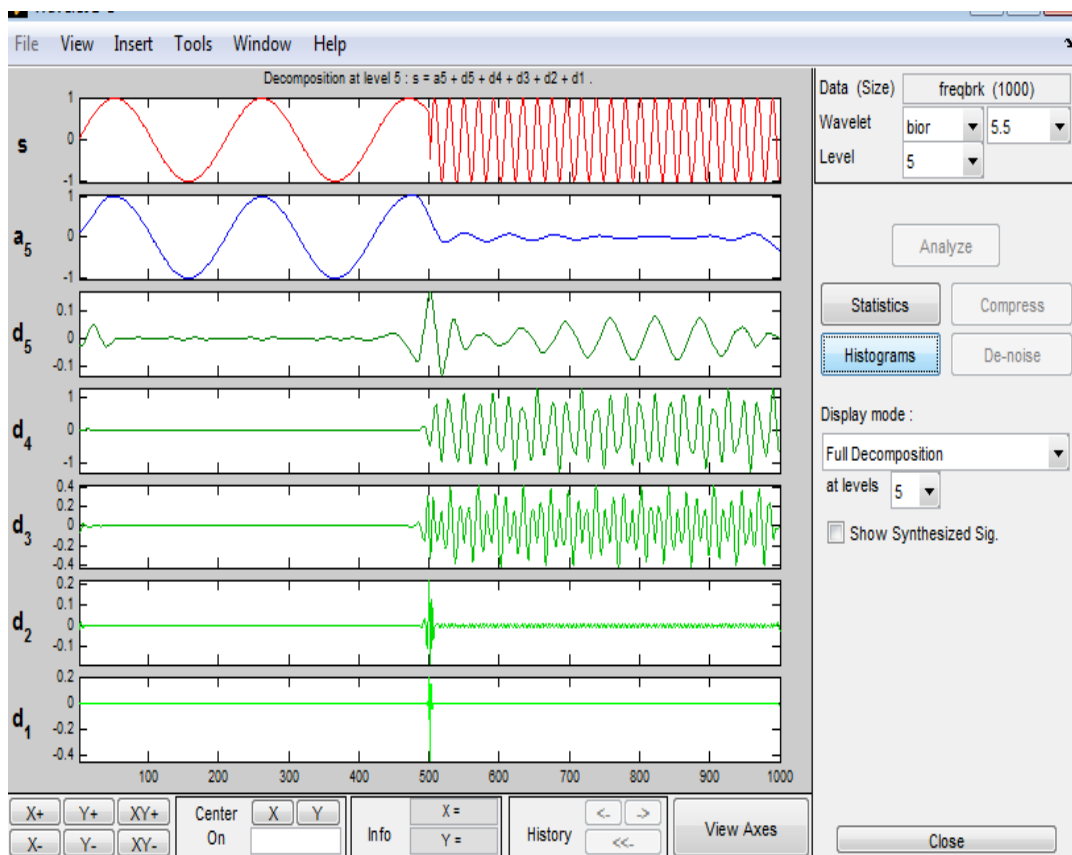 File View Insert Tools Window Help
Decomposition at level 5 : s = a5 + d5 + d4 + d3 + d2 + d1 .
s
1
0
-1
a5
1
0
-1
d5
0.1
0
-0.1
d4
1
0
-1
d3
0.4
0.2
0
-0.2
-0.4
d2
0.2
0.1
0
-0.1
d1
0.2
0
-0.2
-0.4
100 200 300 400 500 600 700 800 900 1000
Data (Size) freqbrk (1000)
Wavelet bior 5.5
Level 5
Analyze
Statistics Compress
Histograms De-noise
Display mode :
Full Decomposition
at levels 5
Show Synthesized Sig.
X+ Y+ XY+ Center X Y X = <- -> View Axes
On Info History
X- Y- XY- Y = <<- Close